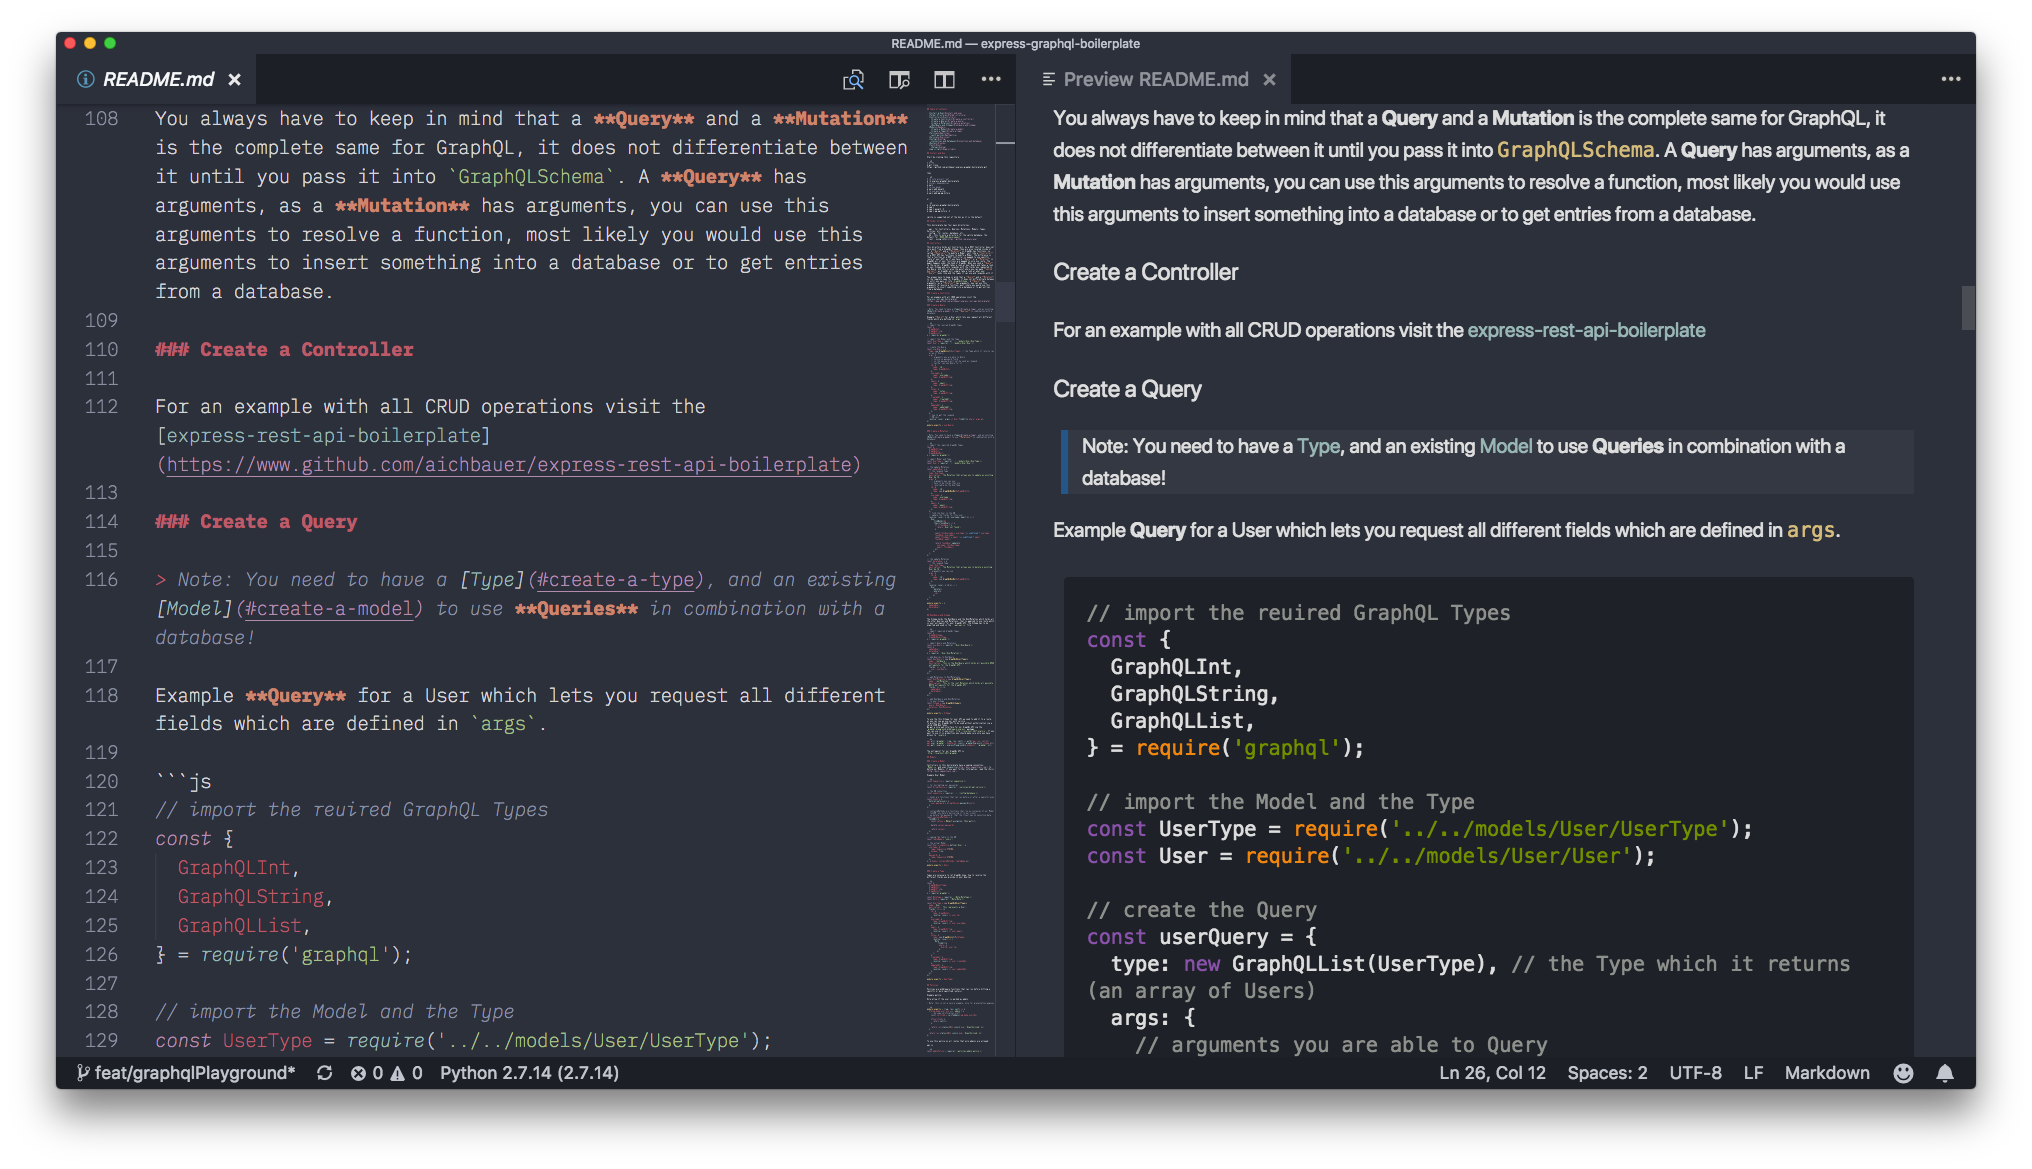 README.md — express-graphql-boilerplate
README.md
Preview README.md
108 You always have to keep in mind that a **Query** and a **Mutation**
is the complete same for GraphQL, it does not differentiate between
it until you pass it into `GraphQLSchema`. A **Query** has
arguments, as a **Mutation** has arguments, you can use this
arguments to resolve a function, most likely you would use this
arguments to insert something into a database or to get entries
from a database.
109
110 ### Create a Controller
111
112 For an example with all CRUD operations visit the
[express-rest-api-boilerplate]
(https://www.github.com/aichbauer/express-rest-api-boilerplate)
113
114 ### Create a Query
115
116 > Note: You need to have a [Type](#create-a-type), and an existing
[Model](#create-a-model) to use **Queries** in combination with a
database!
117
118 Example **Query** for a User which lets you request all different
fields which are defined in `args`.
119
120 ```js
121 // import the reuired GraphQL Types
122 const {
123 GraphQLInt,
124 GraphQLString,
125 GraphQLList,
126 } = require('graphql');
127
128 // import the Model and the Type
129 const UserType = require('../../models/User/UserType');
You always have to keep in mind that a Query and a Mutation is the complete same for GraphQL, it
does not differentiate between it until you pass it into GraphQLSchema. A Query has arguments, as a
Mutation has arguments, you can use this arguments to resolve a function, most likely you would use
this arguments to insert something into a database or to get entries from a database.
Create a Controller
For an example with all CRUD operations visit the express-rest-api-boilerplate
Create a Query
Note: You need to have a Type, and an existing Model to use Queries in combination with a
database!
Example Query for a User which lets you request all different fields which are defined in args.
// import the reuired GraphQL Types
const {
GraphQLInt,
GraphQLString,
GraphQLList,
} = require('graphql');
// import the Model and the Type
const UserType = require('../../models/User/UserType');
const User = require('../../models/User/User');
// create the Query
const userQuery = {
type: new GraphQLList(UserType), // the Type which it returns
(an array of Users)
args: {
// arguments you are able to Query
feat/graphqlPlayground* 0 0 Python 2.7.14 (2.7.14)
Ln 26, Col 12 Spaces: 2 UTF-8 LF Markdown